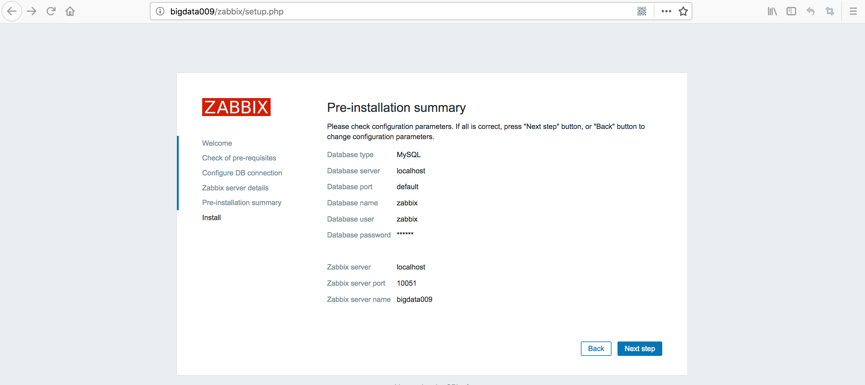 bigdata009/zabbix/setup.php
ZABBIX
Pre-installation summary
Please check configuration parameters. If all is correct, press "Next step" button, or "Back" button to
change configuration parameters.
Welcome
Check of pre-requisites
Configure DB connection
Zabbix server details
Pre-installation summary
Install
Database type MySQL
Database server localhost
Database port default
Database name zabbix
Database user zabbix
Database password ******
Zabbix server localhost
Zabbix server port 10051
Zabbix server name bigdata009
Back Next step